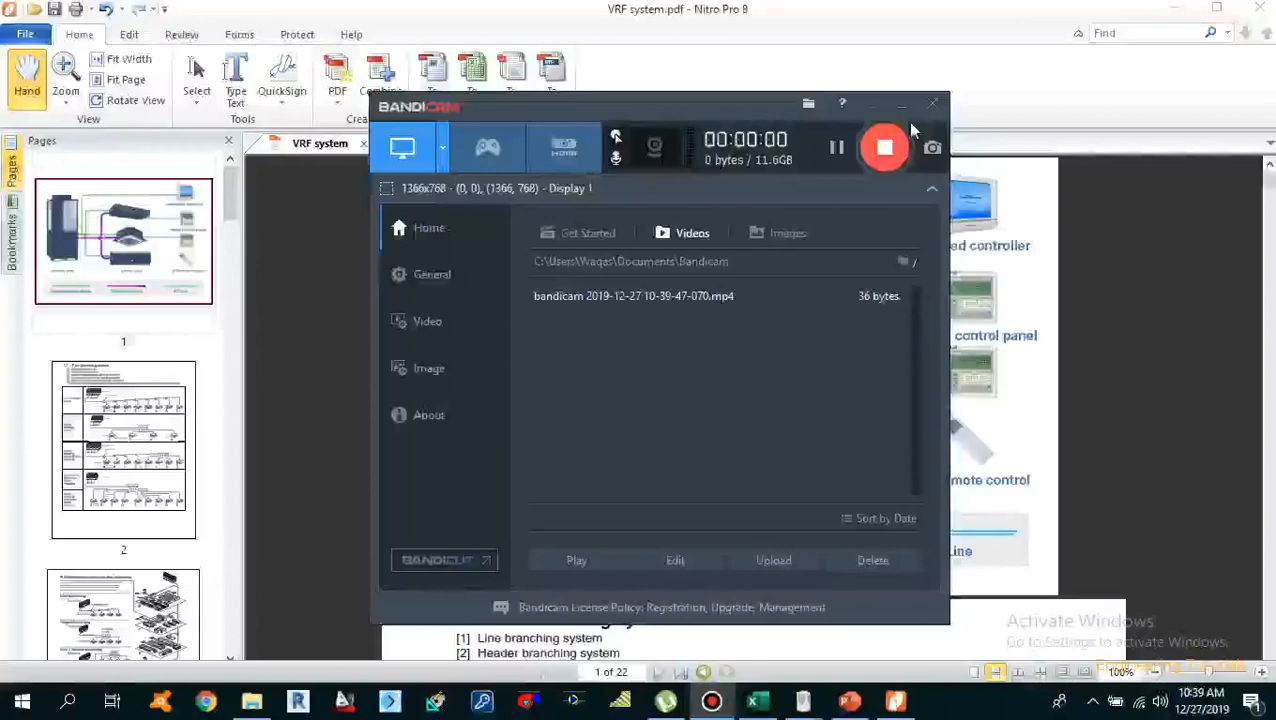 VRF system.pdf - Nitro Pro 8
File Home Edit Review Forms Protect Help
Find
Hand
Zoom
Fit Width
Fit Page
Rotate View
View
Select
Type
Text
QuickSign
Tools
PDF
Combine
Pages
VRF system
Bookmarks
1
2
BANDICAM
?
HDMI
00:00:00
0 bytes / 11.6GB
1366x768 - (0, 0), (1366, 768) - Display 1
Home
General
Video
Image
About
Get Started
Videos
Images
C:\Users\Waqas\Documents\Bandicam
bandicam 2019-12-27 10-39-47-070.mp4 36 bytes
Sort by Date
BANDICUT
Play Edit Upload Delete
Bandicam License Policy: Registration, Upgrade, Management
ed controller
control panel
mote control
ine
[1] Line branching system
[2] Header branching system
Activate Windows
Go to Settings to activate Windows.
1 of 22
100%
10:39 AM
12/27/2019